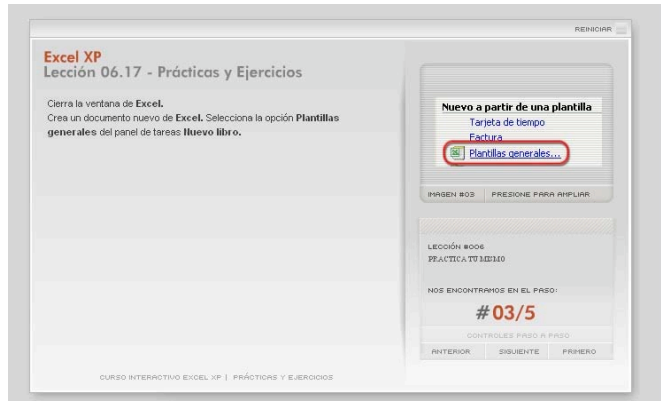 REINICIAR
Excel XP
Lección 06.17 - Prácticas y Ejercicios
Cierra la ventana de Excel.
Crea un documento nuevo de Excel. Selecciona la opción Plantillas
generales del panel de tareas Nuevo libro.
Nuevo a partir de una plantilla
Tarjeta de tiempo
Factura
Plantillas generales...
IMAGEN #03 PRESIONE PARA AMPLIAR
LECCIÓN #006
PRACTICA TU MISMO
NOS ENCONTRAMOS EN EL PASO:
#03/5
CONTROLES PASO A PASO
ANTERIOR SIGUIENTE PRIMERO
CURSO INTERACTIVO EXCEL XP | PRÁCTICAS Y EJERCICIOS